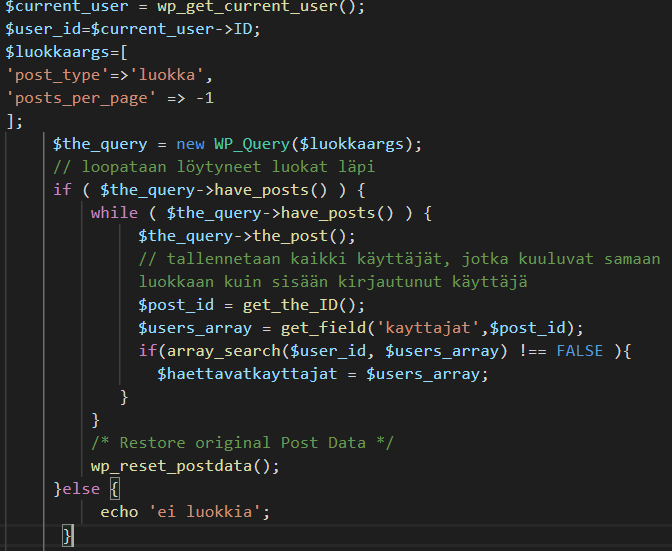 $current_user = wp_get_current_user();
$user_id=$current_user->ID;
$luokkaargs=[
'post_type'=>'luokka',
'posts_per_page' => -1
];
$the_query = new WP_Query($luokkaargs);
// loopataan löytyneet luokat läpi
if ( $the_query->have_posts() ) {
while ( $the_query->have_posts() ) {
$the_query->the_post();
// tallennetaan kaikki käyttäjät, jotka kuuluvat samaan
luokkaan kuin sisään kirjautunut käyttäjä
$post_id = get_the_ID();
$users_array = get_field('kayttajat',$post_id);
if(array_search($user_id, $users_array) !== FALSE ){
$haettavatkayttajat = $users_array;
}
}
/* Restore original Post Data */
wp_reset_postdata();
}else {
echo 'ei luokkia';
}